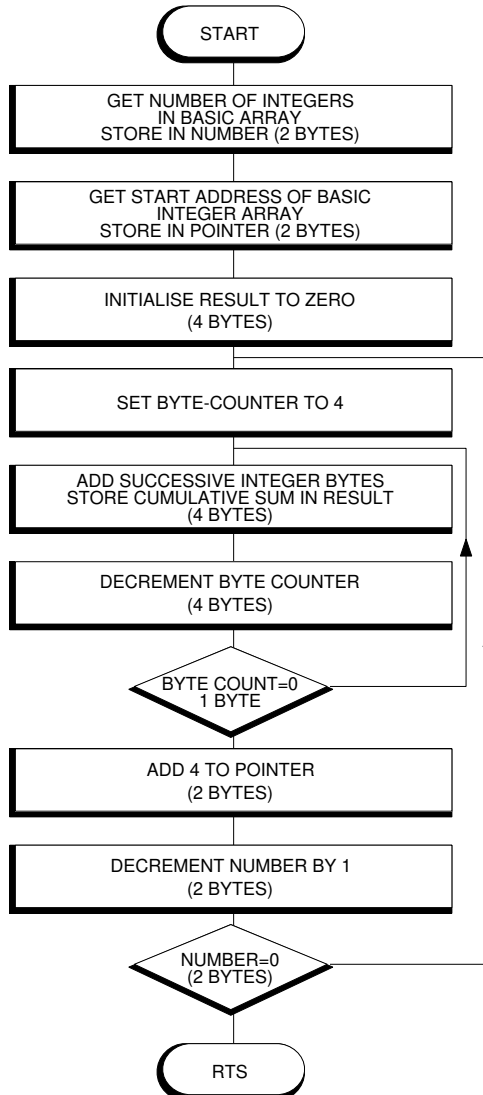 START
GET NUMBER OF INTEGERS
IN BASIC ARRAY
STORE IN NUMBER (2 BYTES)
GET START ADDRESS OF BASIC
INTEGER ARRAY
STORE IN POINTER (2 BYTES)
INITIALISE RESULT TO ZERO
(4 BYTES)
SET BYTE-COUNTER TO 4
ADD SUCCESSIVE INTEGER BYTES
STORE CUMULATIVE SUM IN RESULT
(4 BYTES)
DECREMENT BYTE COUNTER
(4 BYTES)
BYTE COUNT=0
1 BYTE
ADD 4 TO POINTER
(2 BYTES)
DECREMENT NUMBER BY 1
(2 BYTES)
NUMBER=0
(2 BYTES)
RTS